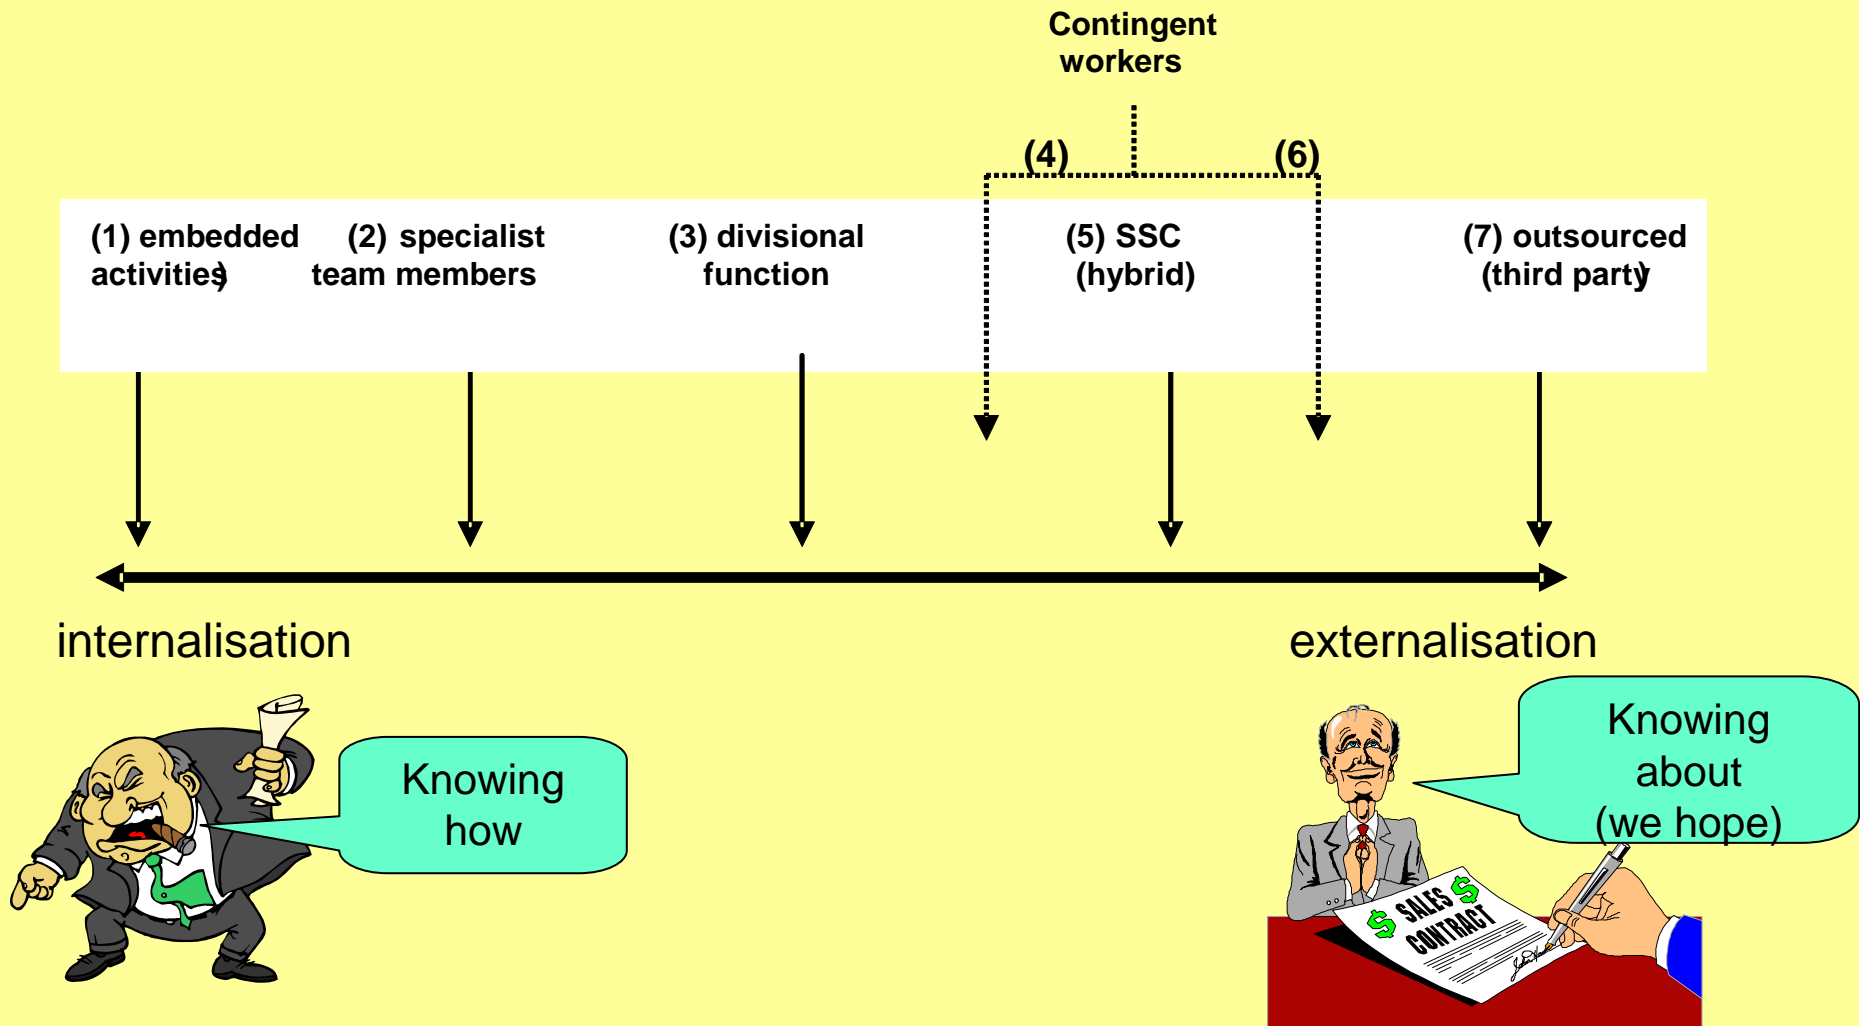 Contingent
workers
(4) (6)
(1) embedded (2) specialist (3) divisional (5) SSC (7) outsourced
activities) team members function (hybrid) (third party)
internalisation externalisation
Knowing
how
Knowing
about
(we hope)
$ SALES $
CONTRACT